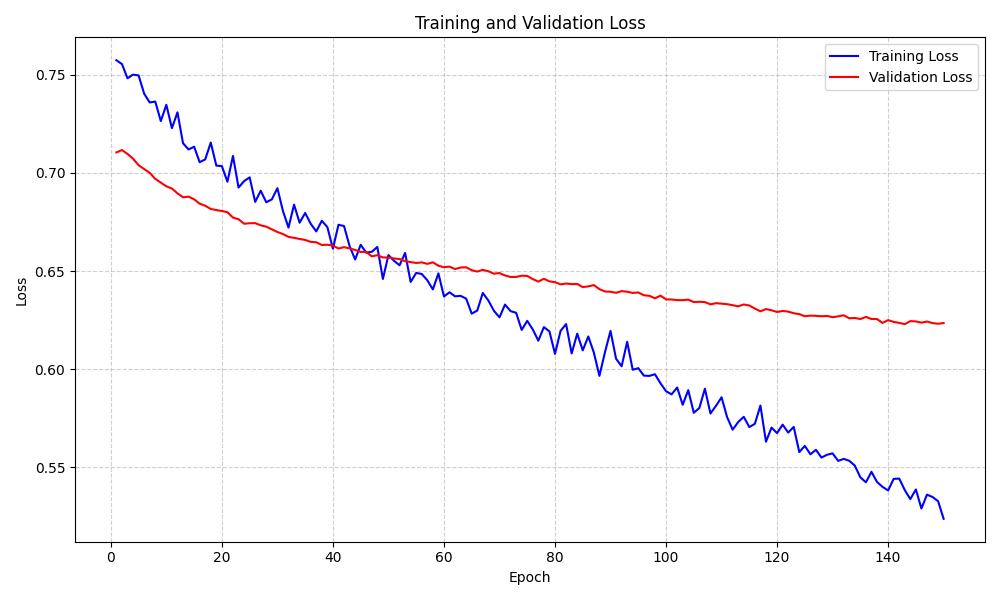 Training and Validation Loss
Training Loss
Validation Loss
Loss
0.75
0.70
0.65
0.60
0.55
0 20 40 60 80 100 120 140
Epoch